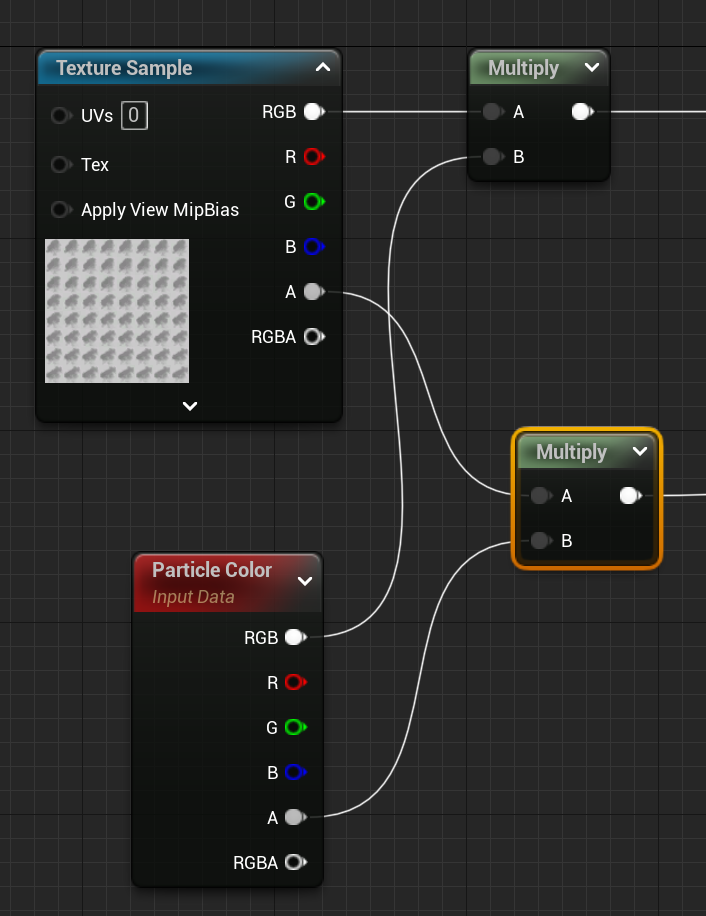 Texture Sample
UVs 0
Tex
Apply View MipBias
RGB
R
G
B
A
RGBA
Multiply
A
B
Multiply
A
B
Particle Color
Input Data
RGB
R
G
B
A
RGBA